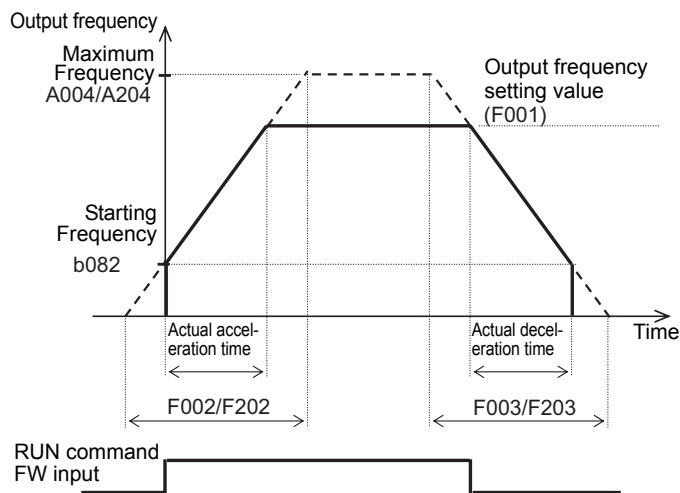 Output frequency
Maximum
Frequency
A004/A204
Output frequency
setting value
(F001)
Starting
Frequency
b082
Actual accel-
eration time
Actual decel-
eration time
Time
F002/F202
F003/F203
RUN command
FW input